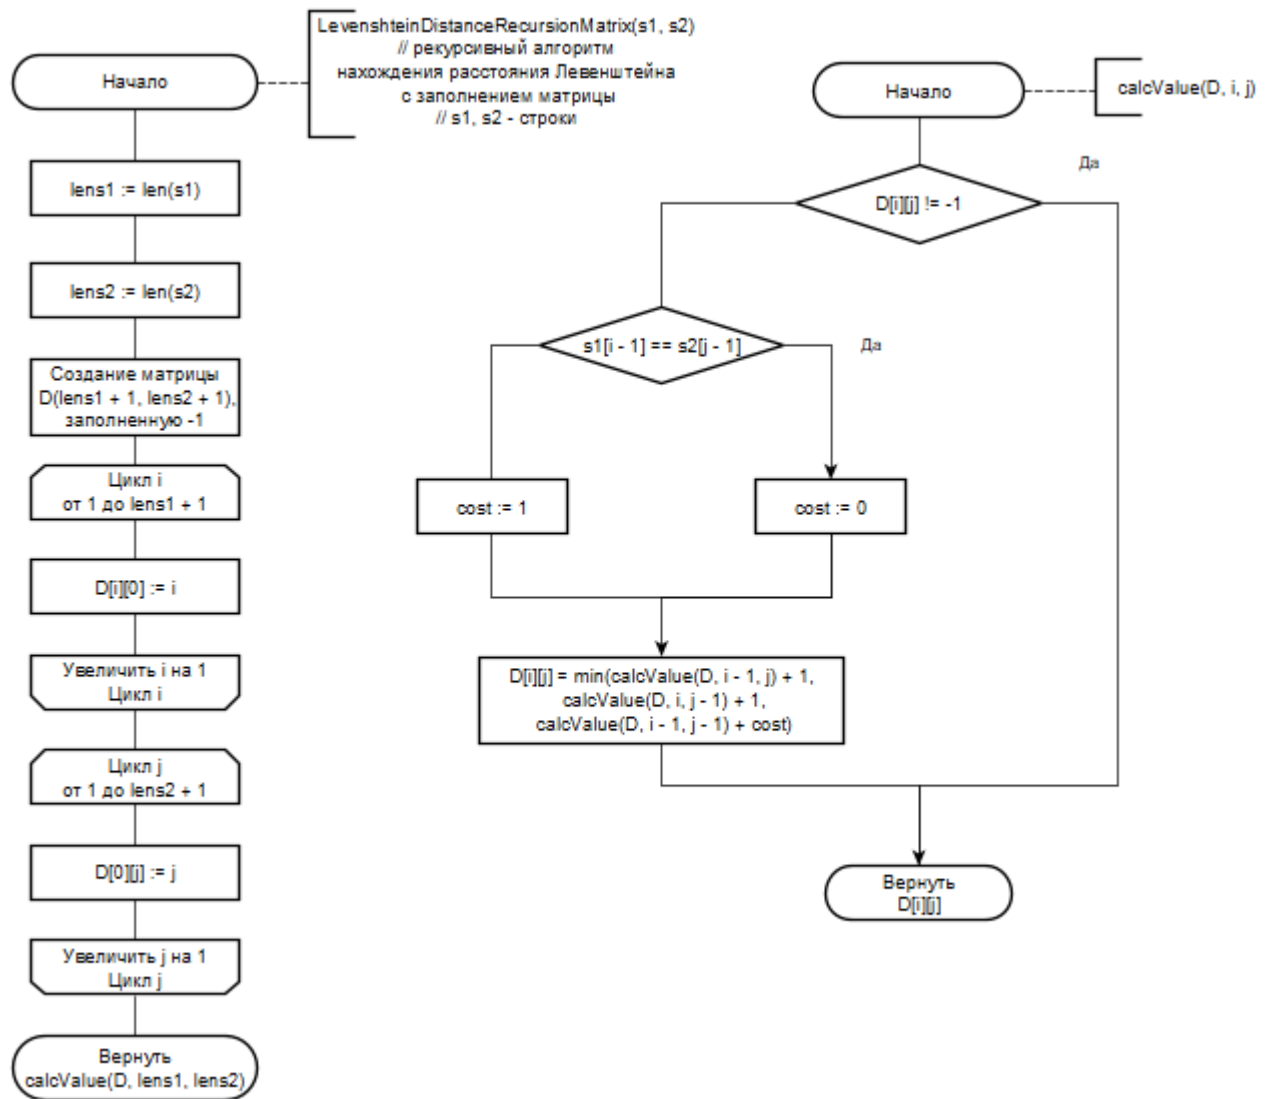 Начало
LevenshteinDistanceRecursionMatrix(s1, s2)
// рекурсивный алгоритм
нахождения расстояния Левенштейна
с заполнением матрицы
// s1, s2 - строки
lens1 := len(s1)
lens2 := len(s2)
Создание матрицы
D(lens1 + 1, lens2 + 1),
заполненную -1
Цикл i
от 1 до lens1 + 1
D[i][0] := i
Увеличить i на 1
Цикл i
Цикл j
от 1 до lens2 + 1
D[0][j] := j
Увеличить j на 1
Цикл j
Вернуть
calcValue(D, lens1, lens2)
Начало
calcValue(D, i, j)
Да
D[i][j] != -1
s1[i - 1] == s2[j - 1]
Да
cost := 1
cost := 0
D[i][j] = min(calcValue(D, i - 1, j) + 1,
calcValue(D, i, j - 1) + 1,
calcValue(D, i - 1, j - 1) + cost)
Вернуть
D[i][j]